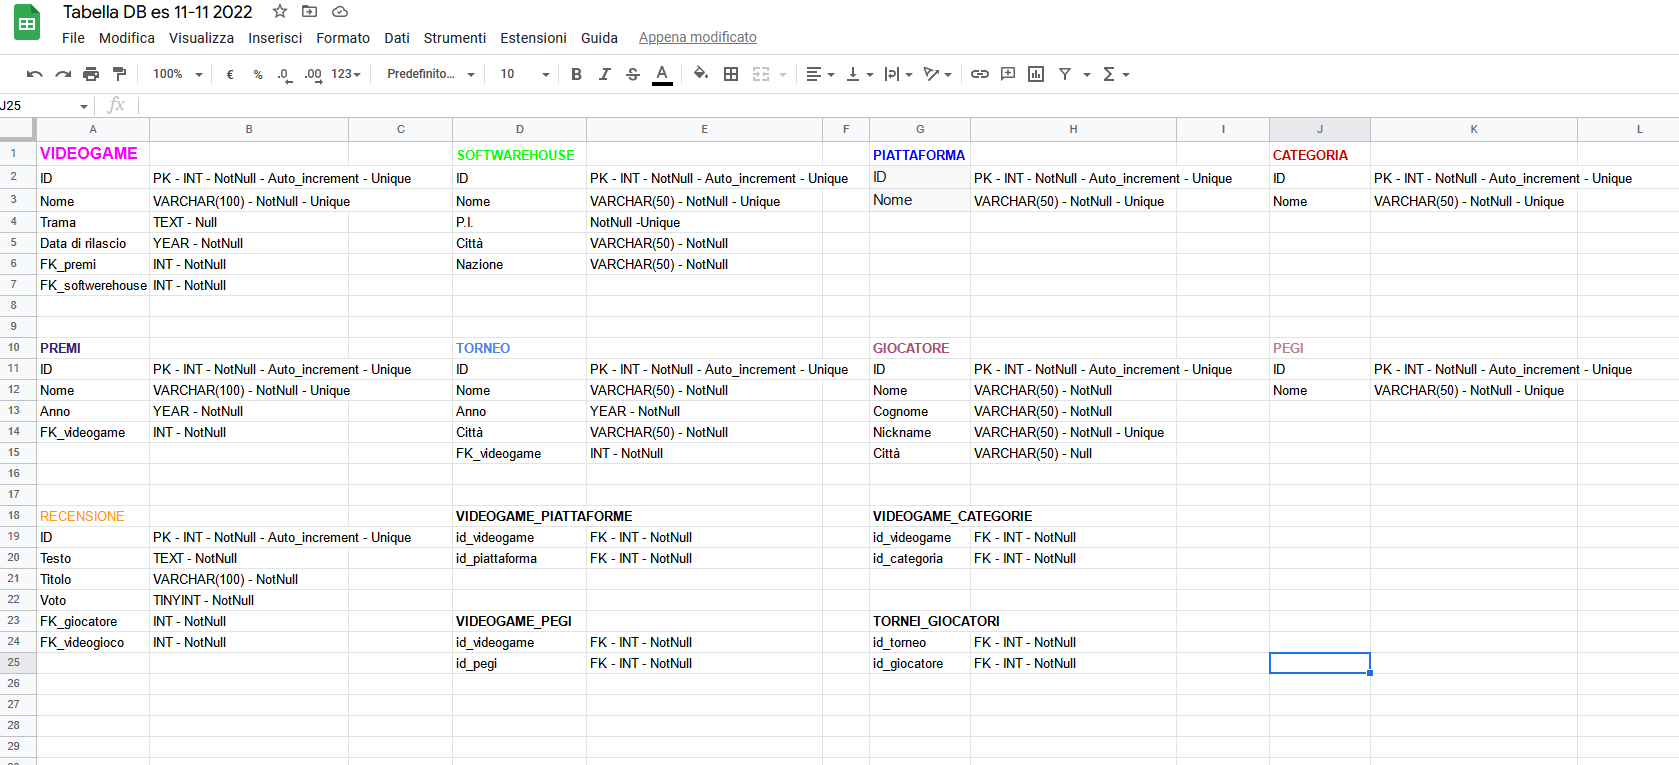 Tabella DB es 11-11 2022
File Modifica Visualizza Inserisci Formato Dati Strumenti Estensioni Guida Appena modificato
100% € % .0 .00 123 Predefinito... 10 B I S A
J25 fx
A B C D E F G H I J K L
1 VIDEOGAME SOFTWAREHOUSE PIATTAFORMA CATEGORIA
2 ID PK - INT - NotNull - Auto_increment - Unique ID PK - INT - NotNull - Auto_increment - Unique ID PK - INT - NotNull - Auto_increment - Unique ID PK - INT - NotNull - Auto_increment - Unique
3 Nome VARCHAR(100) - NotNull - Unique Nome VARCHAR(50) - NotNull - Unique Nome VARCHAR(50) - NotNull - Unique Nome VARCHAR(50) - NotNull - Unique
4 Trama TEXT - Null P.I. NotNull -Unique
5 Data di rilascio YEAR - NotNull Città VARCHAR(50) - NotNull
6 FK_premi INT - NotNull Nazione VARCHAR(50) - NotNull
7 FK_softwerehouse INT - NotNull
8
9
10 PREMI TORNEO GIOCATORE PEGI
11 ID PK - INT - NotNull - Auto_increment - Unique ID PK - INT - NotNull - Auto_increment - Unique ID PK - INT - NotNull - Auto_increment - Unique ID PK - INT - NotNull - Auto_increment - Unique
12 Nome VARCHAR(100) - NotNull - Unique Nome VARCHAR(50) - NotNull Nome VARCHAR(50) - NotNull Nome VARCHAR(50) - NotNull - Unique
13 Anno YEAR - NotNull Anno YEAR - NotNull Cognome VARCHAR(50) - NotNull
14 FK_videogame INT - NotNull Città VARCHAR(50) - NotNull Nickname VARCHAR(50) - NotNull - Unique
15 FK_videogame INT - NotNull Città VARCHAR(50) - Null
16
17
18 RECENSIONE VIDEOGAME_PIATTAFORME VIDEOGAME_CATEGORIE
19 ID PK - INT - NotNull - Auto_increment - Unique id_videogame FK - INT - NotNull id_videogame FK - INT - NotNull
20 Testo TEXT - NotNull id_piattaforma FK - INT - NotNull id_categoria FK - INT - NotNull
21 Titolo VARCHAR(100) - NotNull
22 Voto TINYINT - NotNull
23 FK_giocatore INT - NotNull VIDEOGAME_PEGI TORNEI_GIOCATORI
24 FK_videogioco INT - NotNull id_videogame FK - INT - NotNull id_torneo FK - INT - NotNull
25 id_pegi FK - INT - NotNull id_giocatore FK - INT - NotNull
26
27
28
29